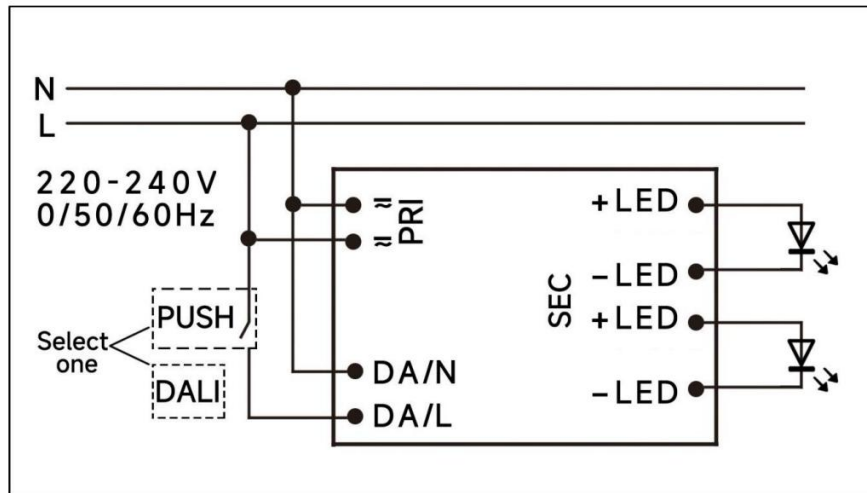 N
L
220-240V
0/50/60Hz
PUSH
Select
one
DALI
≂
≂
PRI
DA/N
DA/L
SEC
+LED
-LED
+LED
-LED